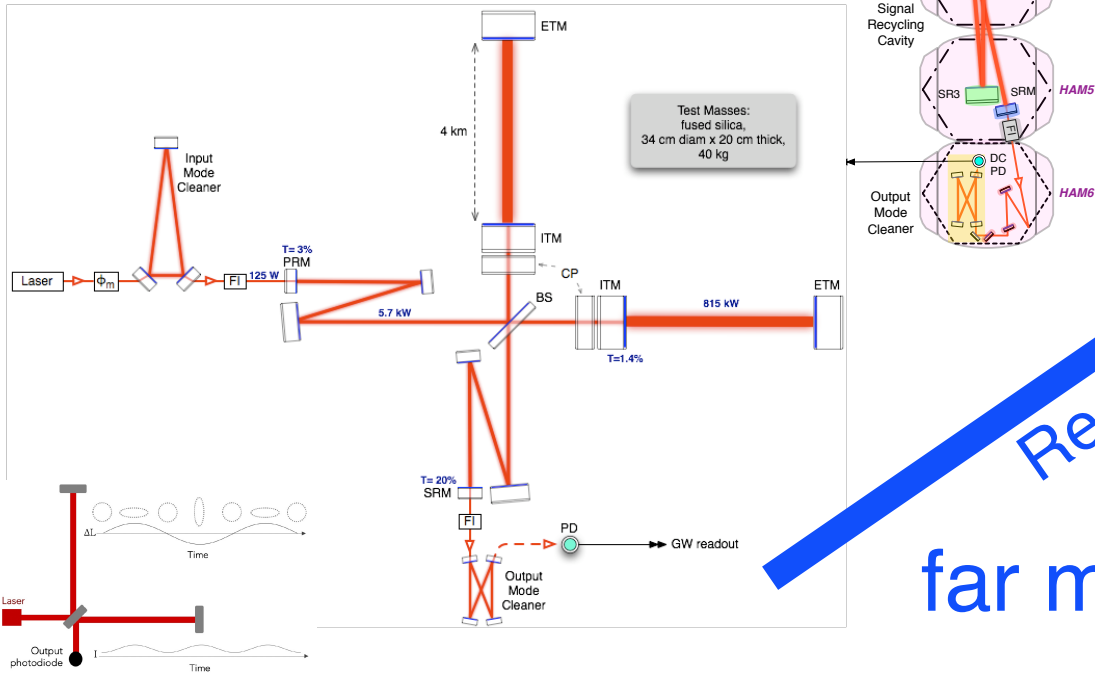 ETM
4 km
Test Masses:
fused silica,
34 cm diam x 20 cm thick,
40 kg
Input
Mode
Cleaner
ITM
CP
T= 3%
PRM
Laser
ϕm
FI
125 W
5.7 kW
BS
ITM
815 kW
ETM
T=1.4%
T= 20%
SRM
FI
PD
GW readout
Output
Mode
Cleaner
Signal
Recycling
Cavity
SR3
SRM
HAM5
FI
DC
PD
Output
Mode
Cleaner
HAM6
Re
far m
ΔL
Time
Laser
Output
photodiode
I
Time